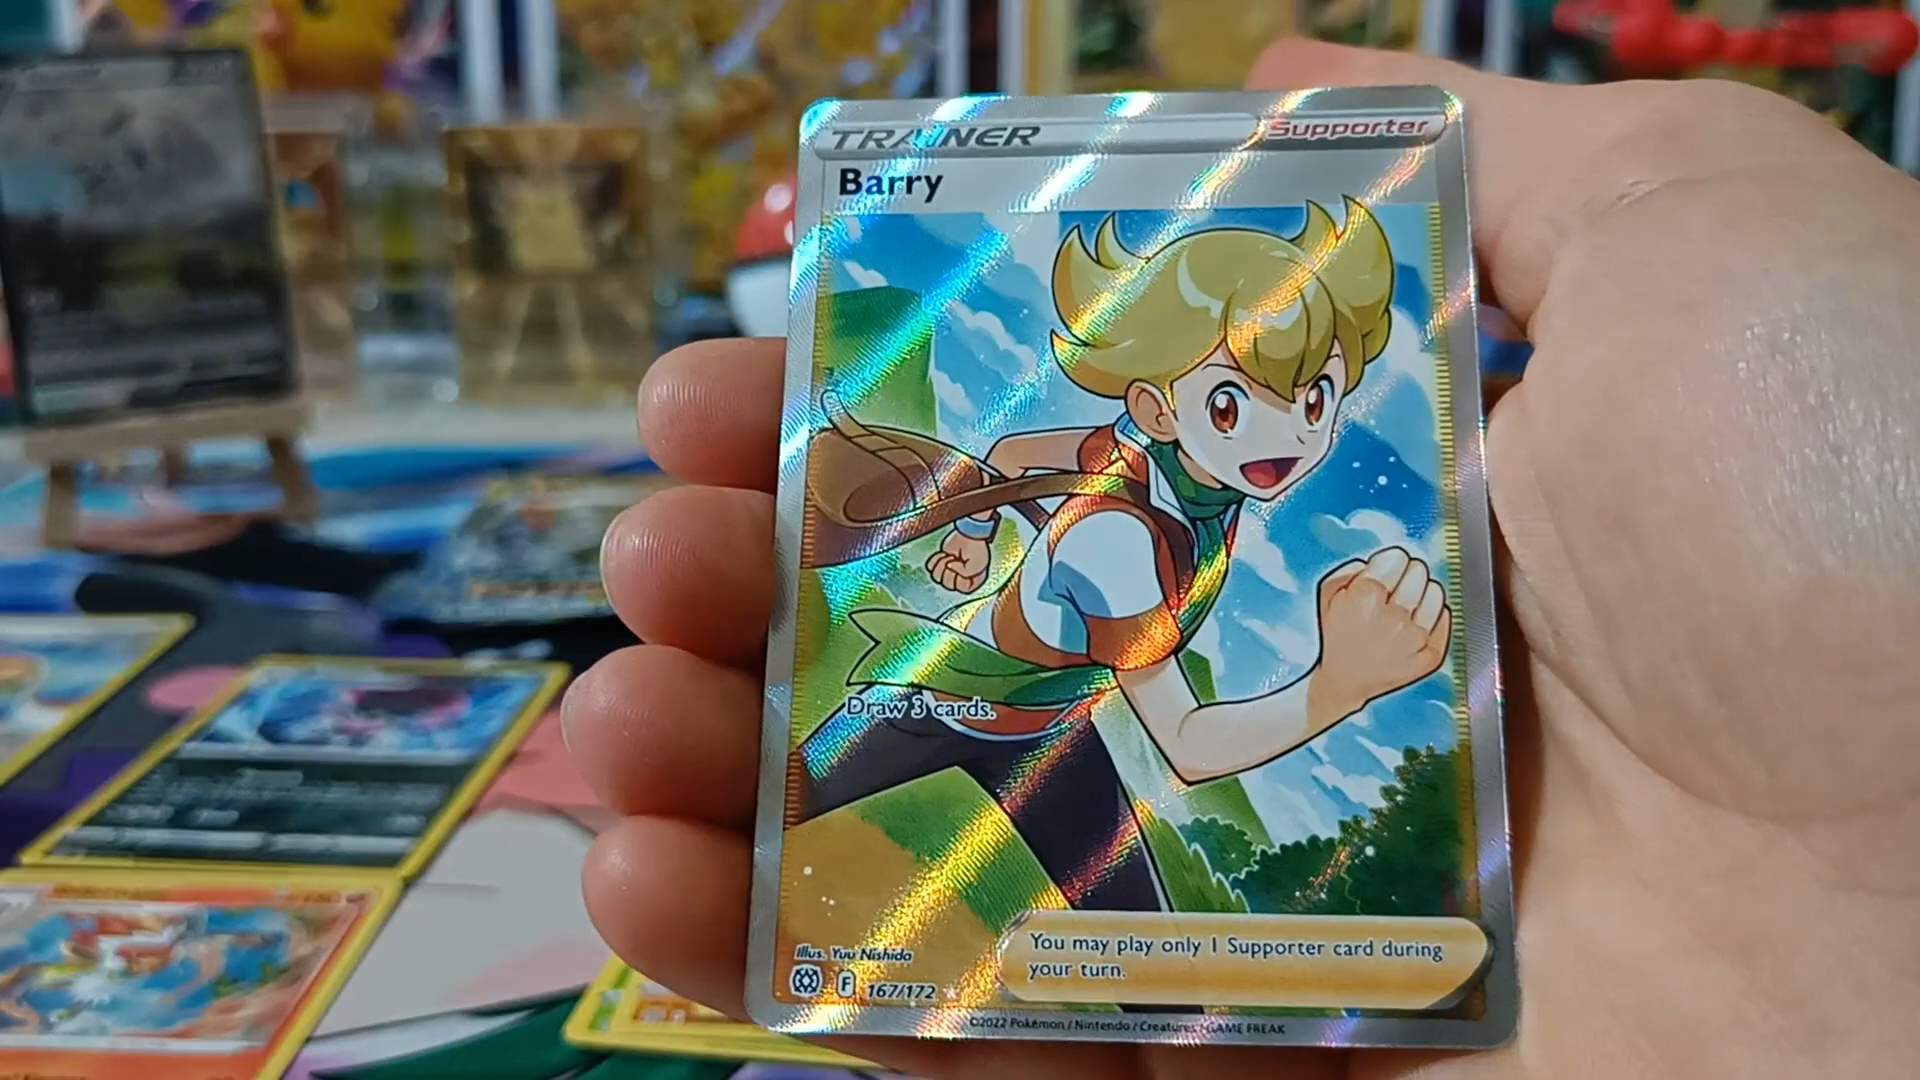 TRAINER
Supporter
Barry
Draw 3 cards.
Illus. Yuu Nishida
F 167/172
You may play only 1 Supporter card during
your turn.
©2022 Pokémon / Nintendo / Creatures / GAME FREAK